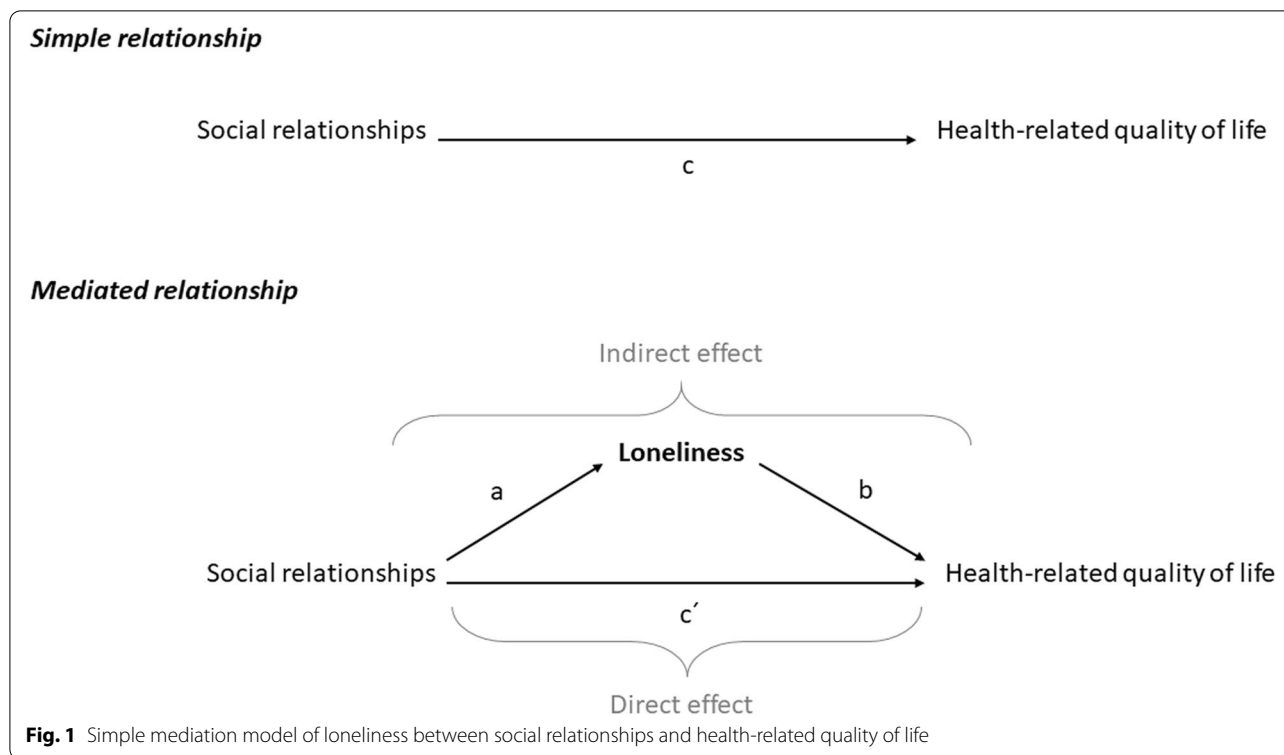 Simple relationship
Social relationships
Health-related quality of life
c
Mediated relationship
Indirect effect
Loneliness
a
b
Social relationships
Health-related quality of life
c´
Direct effect
Fig. 1 Simple mediation model of loneliness between social relationships and health-related quality of life